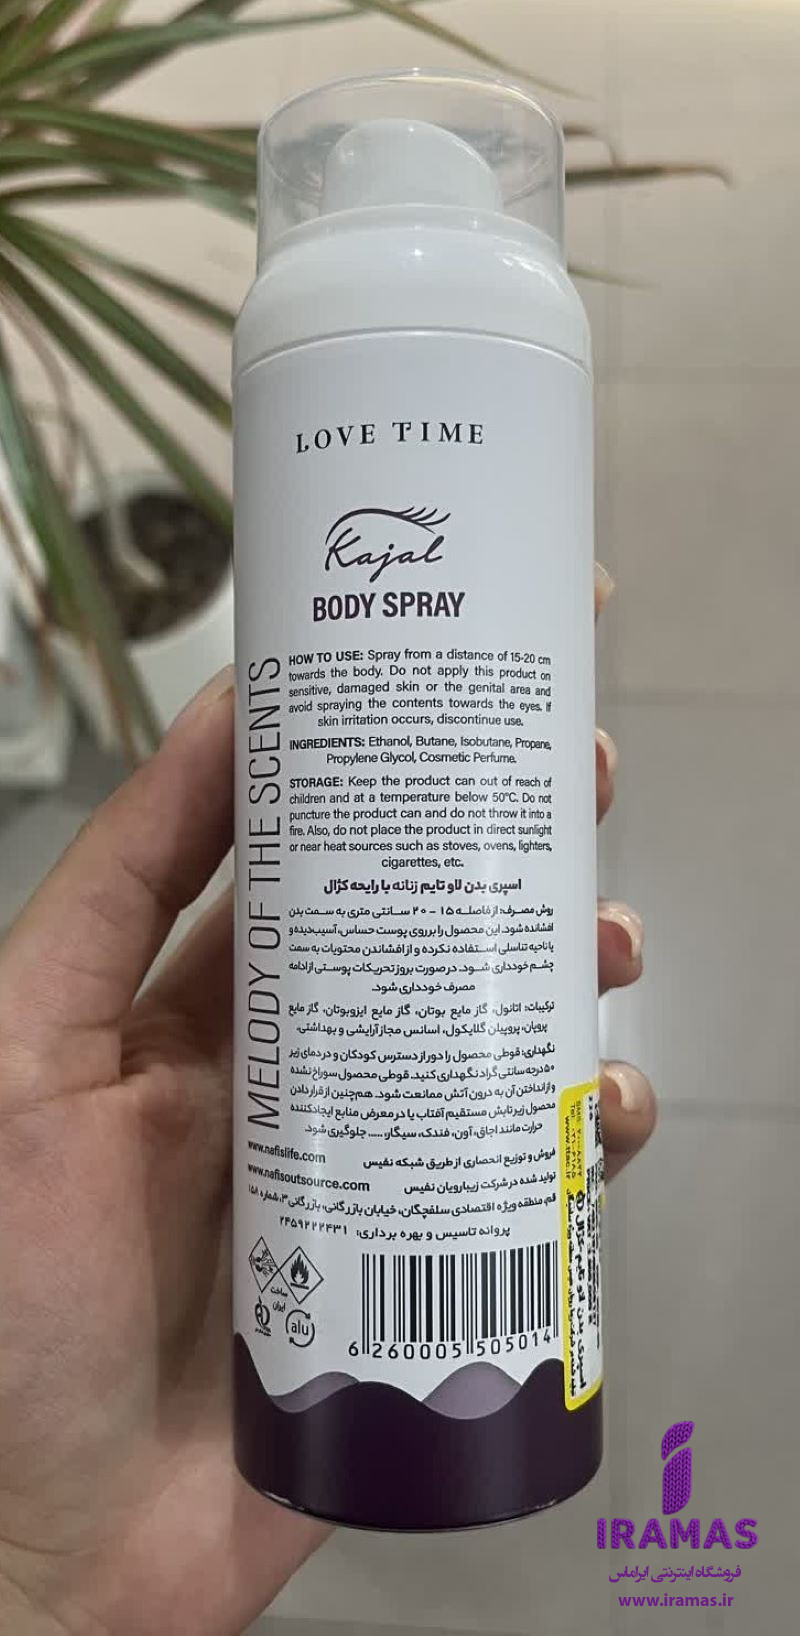 LOVE TIME
Kajal
BODY SPRAY
MELODY OF THE SCENTS
HOW TO USE: Spray from a distance of 15-20 cm
towards the body. Do not apply this product on
sensitive, damaged skin or the genital area and
avoid spraying the contents towards the eyes. If
skin irritation occurs, discontinue use.
INGREDIENTS: Ethanol, Butane, Isobutane, Propane,
Propylene Glycol, Cosmetic Perfume.
STORAGE: Keep the product can out of reach of
children and at a temperature below 50°C. Do not
puncture the product can and do not throw it into a
fire. Also, do not place the product in direct sunlight
or near heat sources such as stoves, ovens, lighters,
cigarettes, etc.
اسپری بدن لاو تایم زنانه با رایحه کژال
روش مصرف: از فاصله ۱۵ - ۲۰ سانتی متری به سمت بدن
افشانده شود. این محصول را بر روی پوست حساس، آسیب‌دیده و
یا ناحیه تناسلی استفاده نکرده و از افشاندن محتویات به سمت
چشم خودداری شود. در صورت بروز تحریکات پوستی از ادامه
مصرف خودداری شود.
ترکیبات: اتانول، گاز مایع بوتان، گاز مایع ایزوبوتان، گاز مایع
پروپان، پروپیلن گلایکول، اسانس مجاز آرایشی و بهداشتی.
نگهداری: قوطی محصول را دور از دسترس کودکان و در دمای زیر
۵۰ درجه سانتی گراد نگهداری کنید. قوطی محصول سوراخ نشده
و از انداختن آن به درون آتش ممانعت شود. همچنین از قرار دادن
محصول زیر تابش مستقیم آفتاب یا در معرض منابع ایجادکننده
حرارت مانند اجاق، آون، فندک، سیگار، .... جلوگیری شود.
www.nafislife.com
فروش و توزیع انحصاری از طریق شبکه نفیس
www.nafisoutsource.com
تولید شده در شرکت زیبارویان نفیس
قم، منطقه ویژه اقتصادی سلفچگان، خیابان بازرگانی، بازرگانی ۳، شماره ۱۵۸
پروانه تاسیس و بهره برداری: ۲۴۵۹۲۲۲۴۳۱
ساخت
ایران
alu
6 260005 505014
www.ttac.ir
IRAMAS
فروشگاه اینترنتی ایراماس
www.iramas.ir